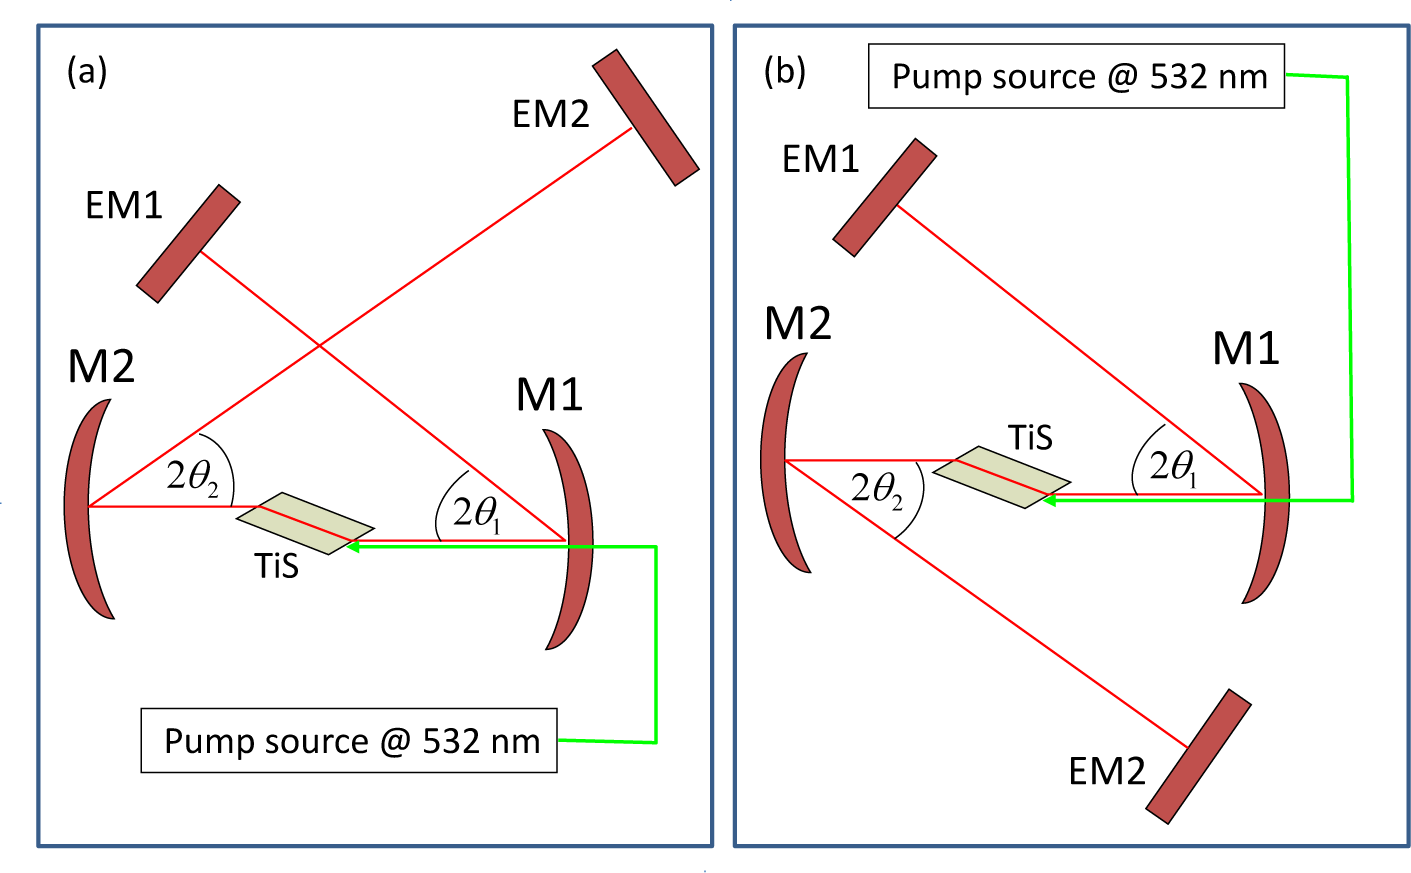 (a)
EM2
EM1
M2
M1
2θ₂
2θ₁
TiS
Pump source @ 532 nm
(b)
Pump source @ 532 nm
EM1
M2
M1
TiS
2θ₂
2θ₁
EM2